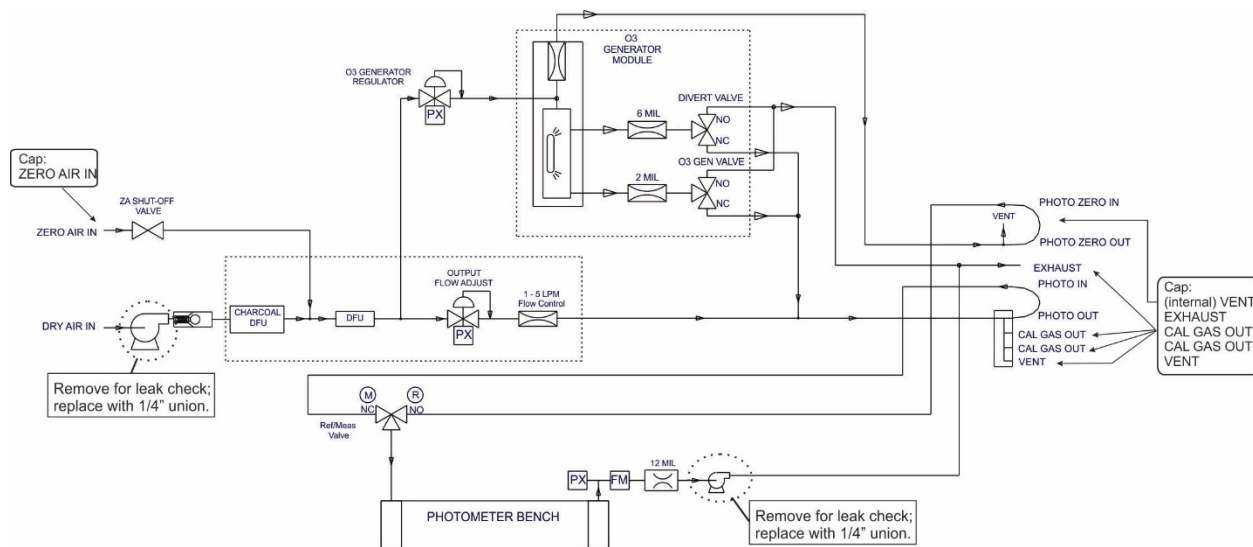 O3
GENERATOR
MODULE
O3 GENERATOR
REGULATOR
PX
6 MIL
DIVERT VALVE
NO
NC
2 MIL
O3 GEN VALVE
NO
NC
Cap:
ZERO AIR IN
ZA SHUT-OFF
VALVE
ZERO AIR IN
PHOTO ZERO IN
VENT
PHOTO ZERO OUT
EXHAUST
PHOTO IN
PHOTO OUT
CAL GAS OUT
CAL GAS OUT
VENT
Cap:
(internal) VENT
EXHAUST
CAL GAS OUT
CAL GAS OUT
VENT
OUTPUT
FLOW ADJUST
PX
1 - 5 LPM
Flow Control
CHARCOAL
DFU
DFU
DRY AIR IN
Remove for leak check;
replace with 1/4" union.
M
NC
R
NO
Ref/Meas
Valve
PX
FM
12 MIL
PHOTOMETER BENCH
Remove for leak check;
replace with 1/4" union.